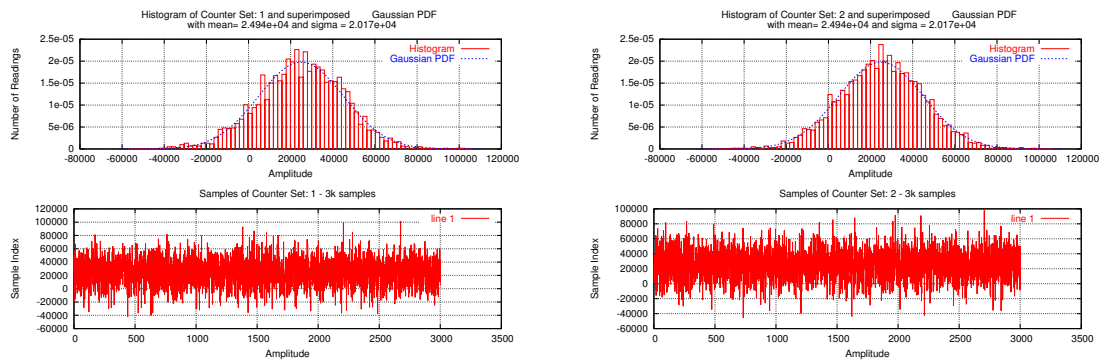 Histogram of Counter Set: 1 and superimposed Gaussian PDF
with mean= 2.494e+04 and sigma = 2.017e+04
2.5e-05
2e-05
1.5e-05
1e-05
5e-06
Number of Readings
Histogram
Gaussian PDF
-80000 -60000 -40000 -20000 0 20000 40000 60000 80000 100000 120000
Amplitude
Histogram of Counter Set: 2 and superimposed Gaussian PDF
with mean= 2.494e+04 and sigma = 2.017e+04
2.5e-05
2e-05
1.5e-05
1e-05
5e-06
Number of Readings
Histogram
Gaussian PDF
-80000 -60000 -40000 -20000 0 20000 40000 60000 80000 100000 120000
Amplitude
Samples of Counter Set: 1 - 3k samples
120000
100000
80000
60000
40000
20000
0
-20000
-40000
-60000
Sample Index
line 1
0 500 1000 1500 2000 2500 3000 3500
Amplitude
Samples of Counter Set: 2 - 3k samples
100000
80000
60000
40000
20000
0
-20000
-40000
-60000
Sample Index
line 1
0 500 1000 1500 2000 2500 3000 3500
Amplitude